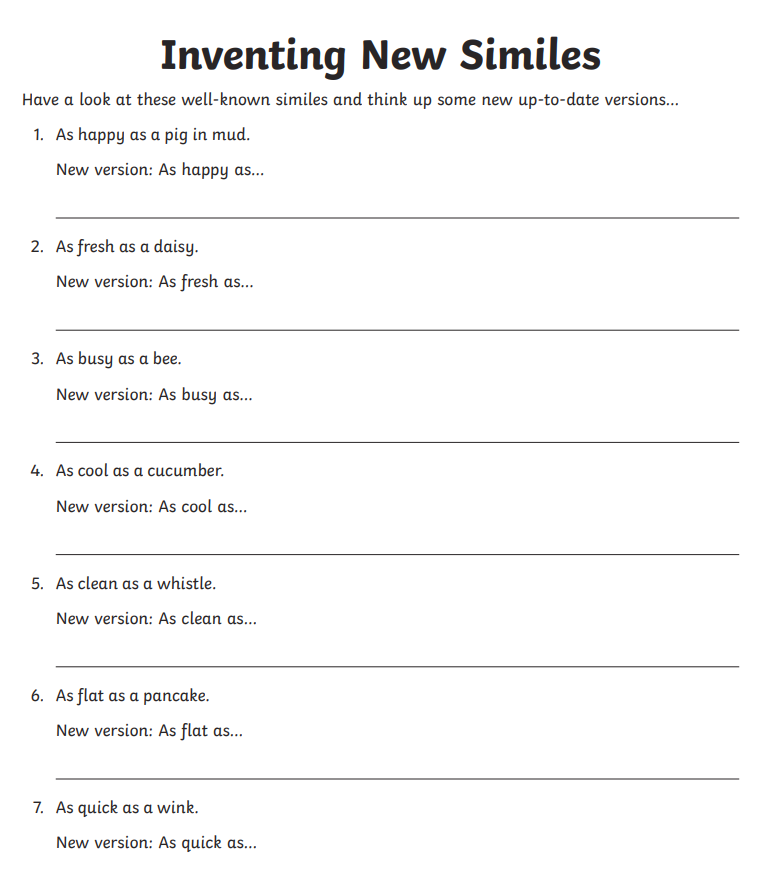 Inventing New Similes
Have a look at these well-known similes and think up some new up-to-date versions...
1. As happy as a pig in mud.
New version: As happy as...
2. As fresh as a daisy.
New version: As fresh as...
3. As busy as a bee.
New version: As busy as...
4. As cool as a cucumber.
New version: As cool as...
5. As clean as a whistle.
New version: As clean as...
6. As flat as a pancake.
New version: As flat as...
7. As quick as a wink.
New version: As quick as...